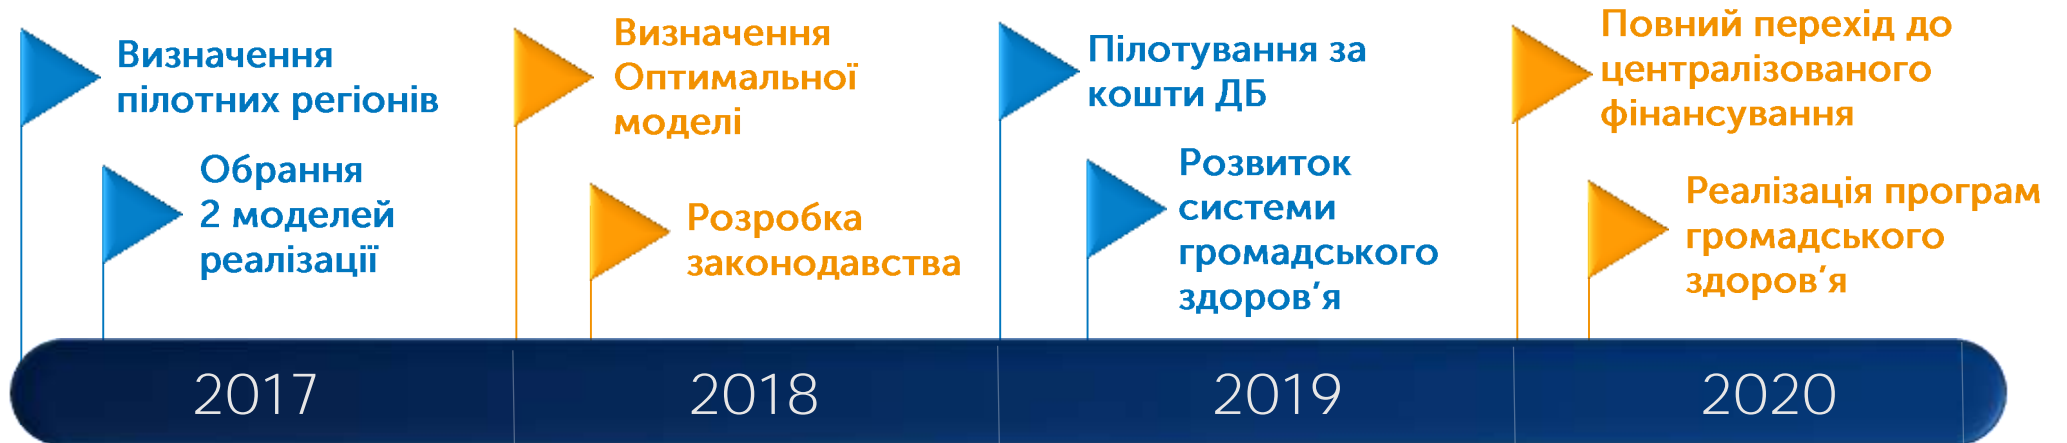 Визначення
пілотних регіонів
Обрання
2 моделей
реалізації
Визначення
Оптимальної
моделі
Розробка
законодавства
Пілотування за
кошти ДБ
Розвиток
системи
громадського
здоров’я
Повний перехід до
централізованого
фінансування
Реалізація програм
громадського
здоров’я
2017
2018
2019
2020